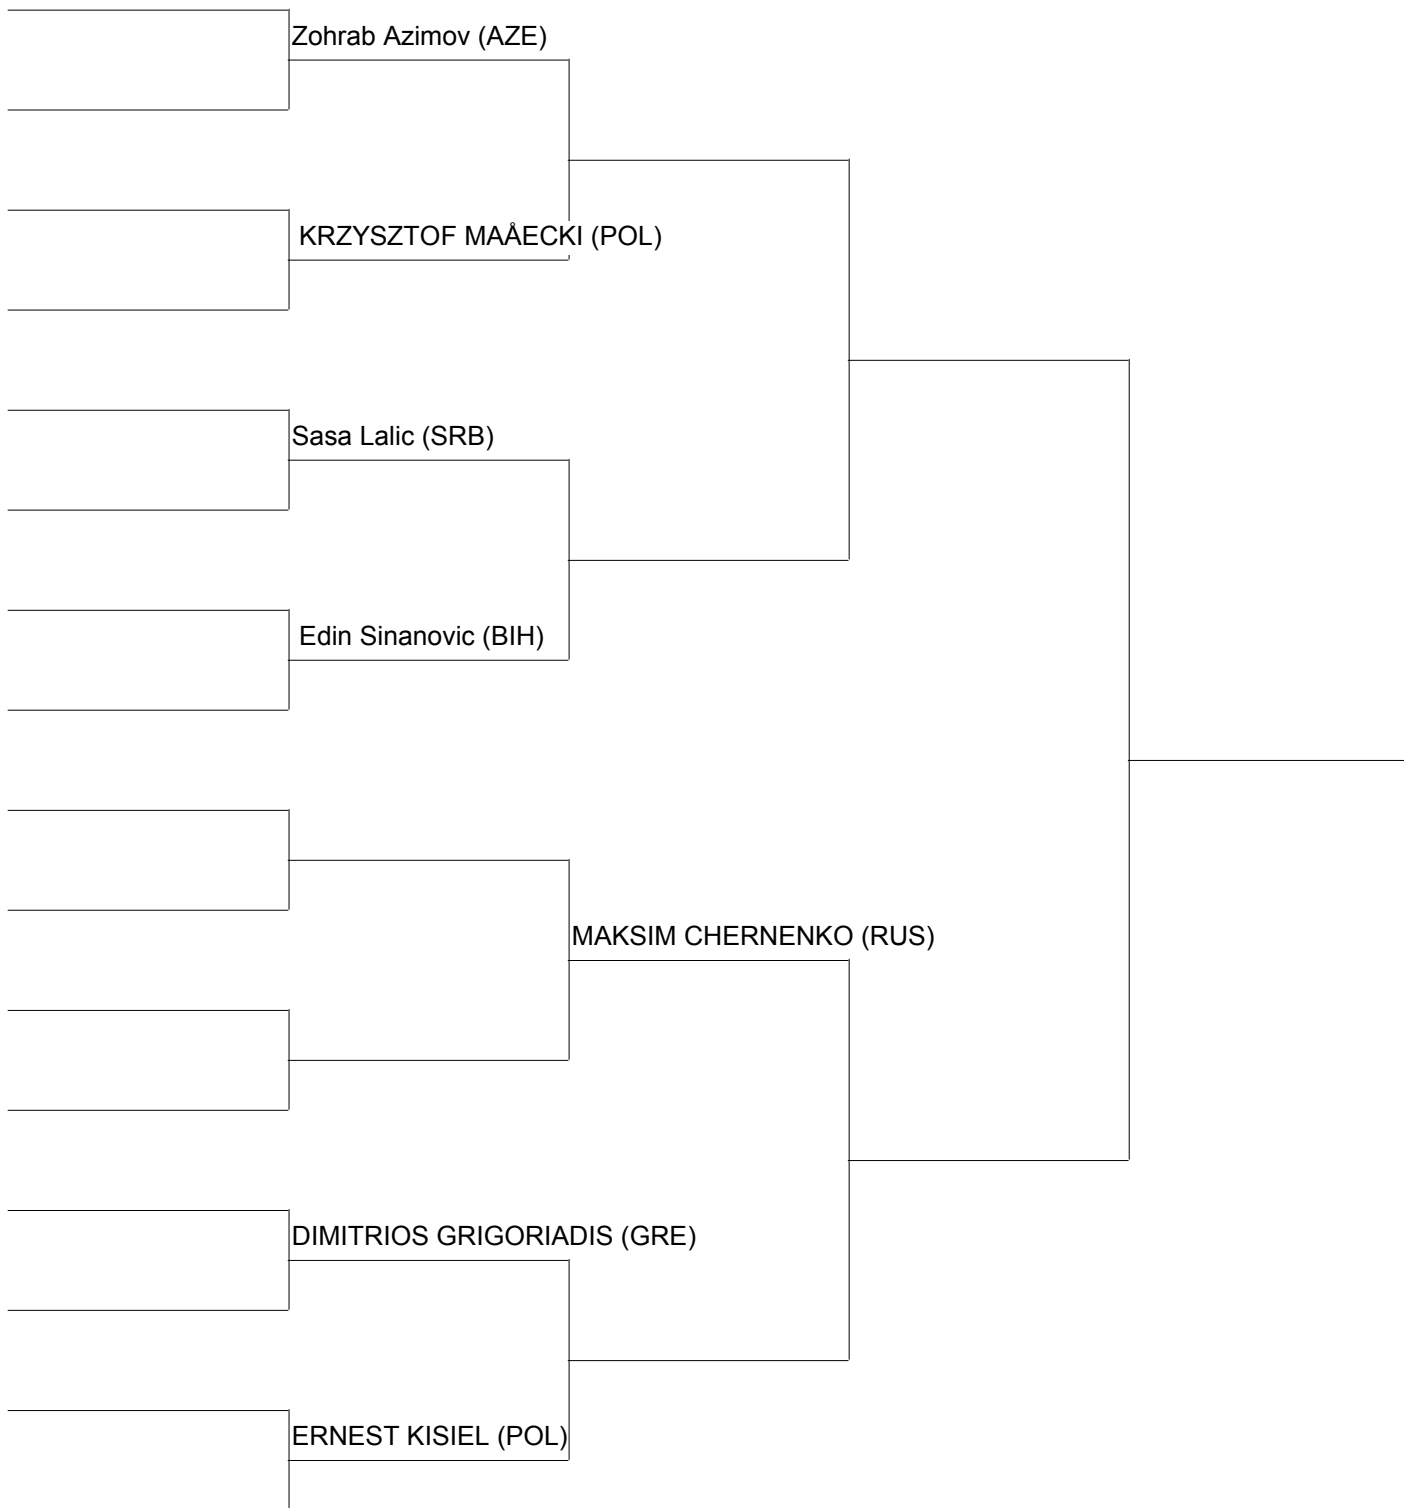 Zohrab Azimov (AZE)
KRZYSZTOF MAÅECKI (POL)
Sasa Lalic (SRB)
Edin Sinanovic (BIH)
MAKSIM CHERNENKO (RUS)
DIMITRIOS GRIGORIADIS (GRE)
ERNEST KISIEL (POL)